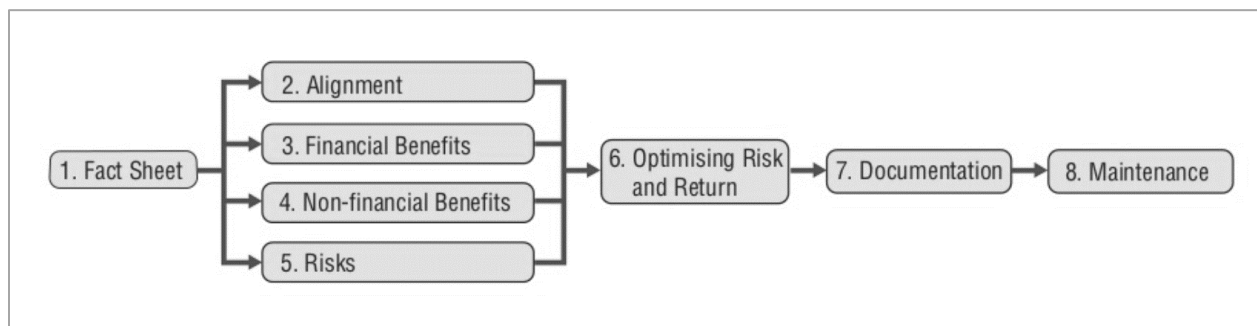 1. Fact Sheet
2. Alignment
3. Financial Benefits
4. Non-financial Benefits
5. Risks
6. Optimising Risk
and Return
7. Documentation
8. Maintenance